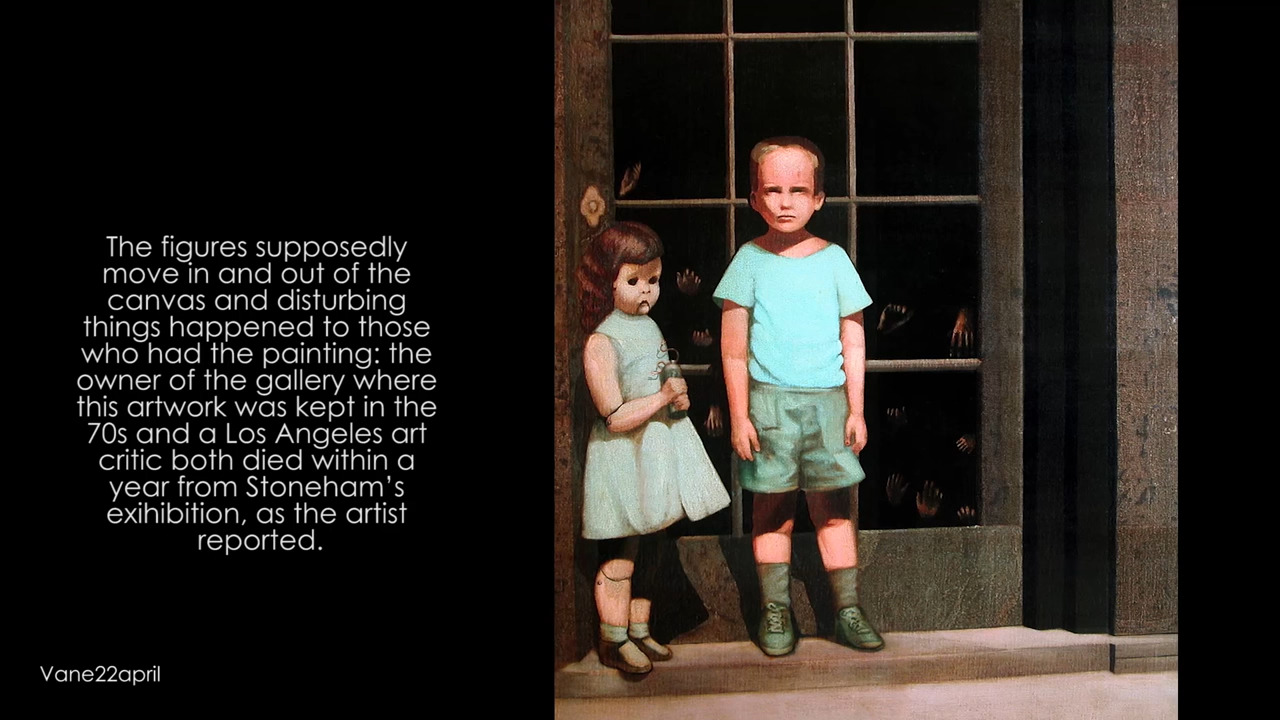 The figures supposedly
move in and out of the
canvas and disturbing
things happened to those
who had the painting: the
owner of the gallery where
this artwork was kept in the
70s and a Los Angeles art
critic both died within a
year from Stoneham's
exihibition, as the artist
reported.
Vane22april